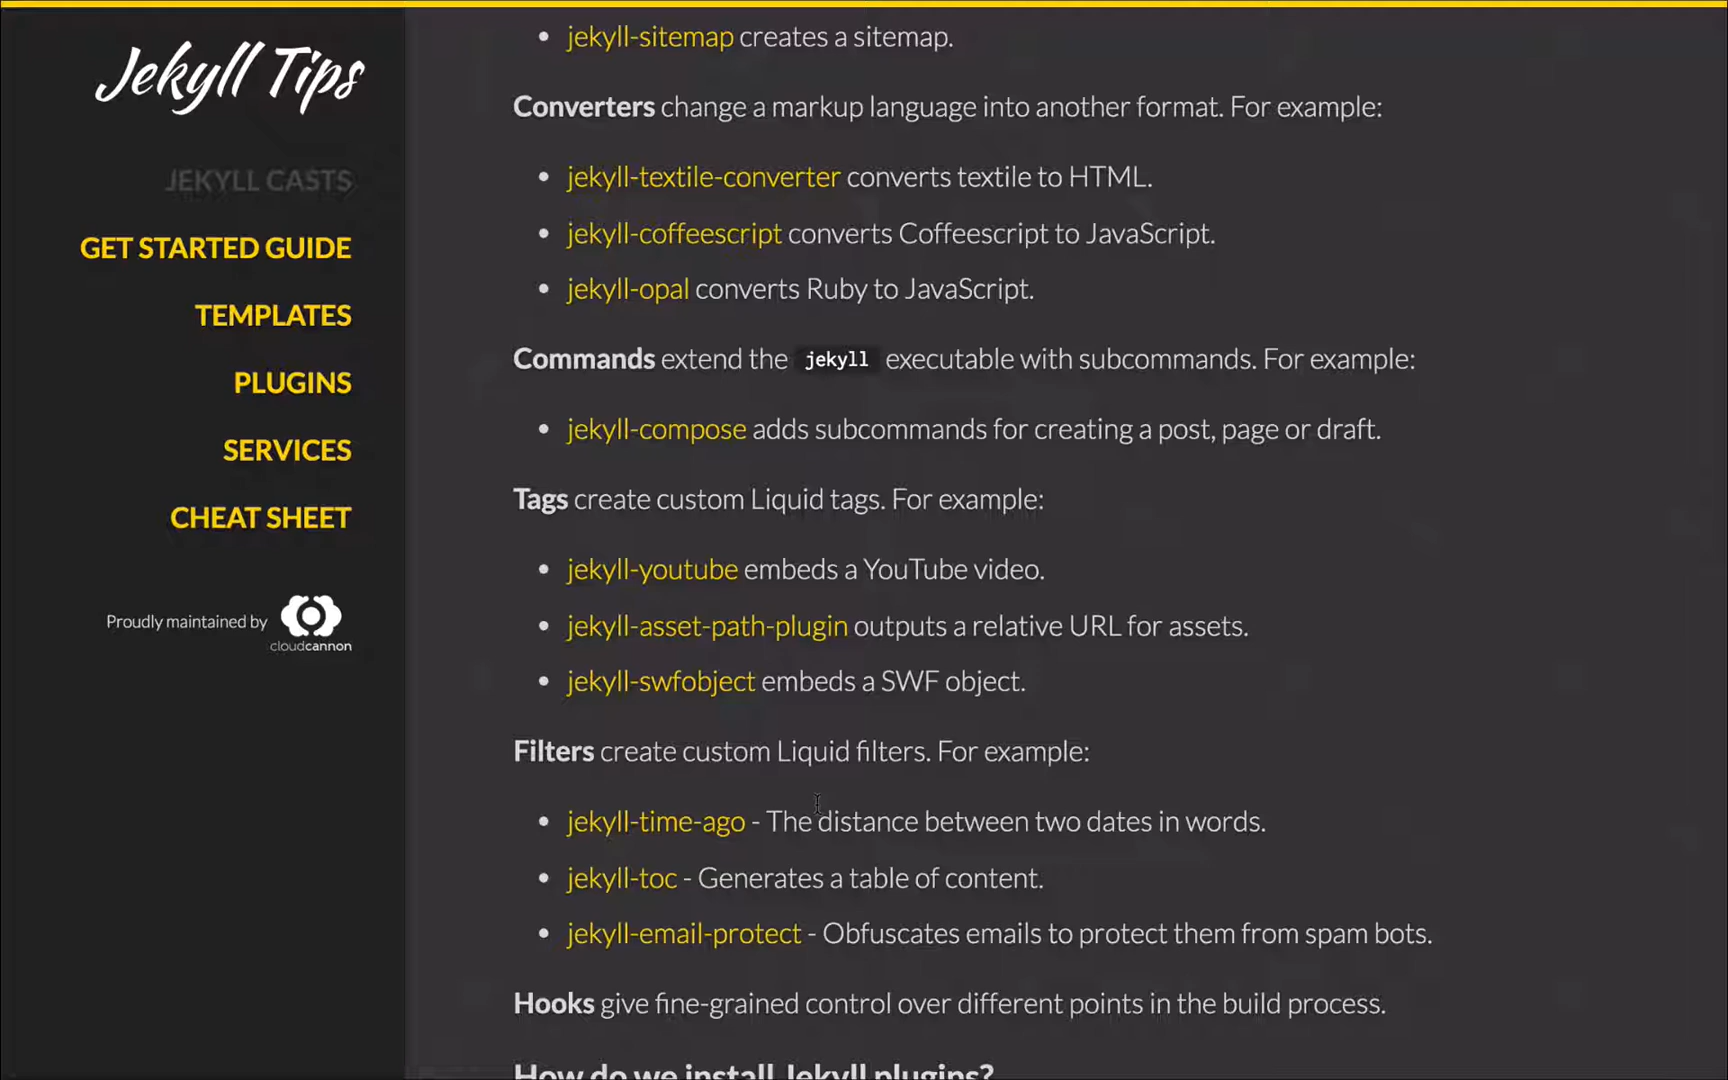 Jekyll Tips
JEKYLL CASTS
GET STARTED GUIDE
TEMPLATES
PLUGINS
SERVICES
CHEAT SHEET
Proudly maintained by
cloudcannon
jekyll-sitemap creates a sitemap.
Converters change a markup language into another format. For example:
jekyll-textile-converter converts textile to HTML.
jekyll-coffeescript converts Coffeescript to JavaScript.
jekyll-opal converts Ruby to JavaScript.
Commands extend the jekyll executable with subcommands. For example:
jekyll-compose adds subcommands for creating a post, page or draft.
Tags create custom Liquid tags. For example:
jekyll-youtube embeds a YouTube video.
jekyll-asset-path-plugin outputs a relative URL for assets.
jekyll-swfobject embeds a SWF object.
Filters create custom Liquid filters. For example:
jekyll-time-ago - The distance between two dates in words.
jekyll-toc - Generates a table of content.
jekyll-email-protect - Obfuscates emails to protect them from spam bots.
Hooks give fine-grained control over different points in the build process.
How do we install Jekyll plugins?